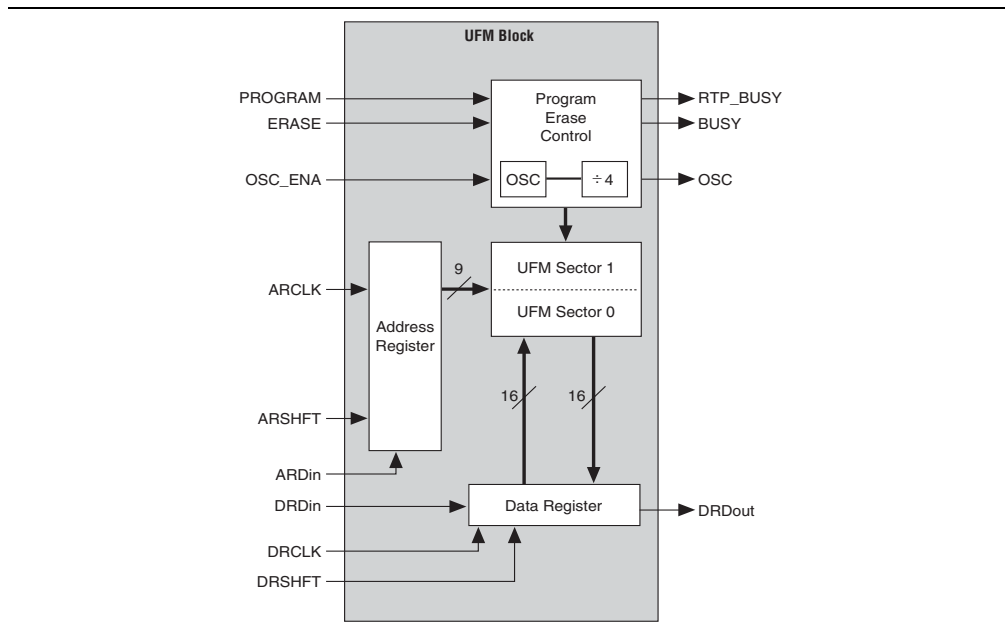 UFM Block
PROGRAM
ERASE
OSC_ENA
Program
Erase
Control
OSC
÷ 4
RTP_BUSY
BUSY
OSC
ARCLK
ARSHFT
ARDin
Address
Register
9
UFM Sector 1
UFM Sector 0
16
16
DRDin
DRCLK
DRSHFT
Data Register
DRDout